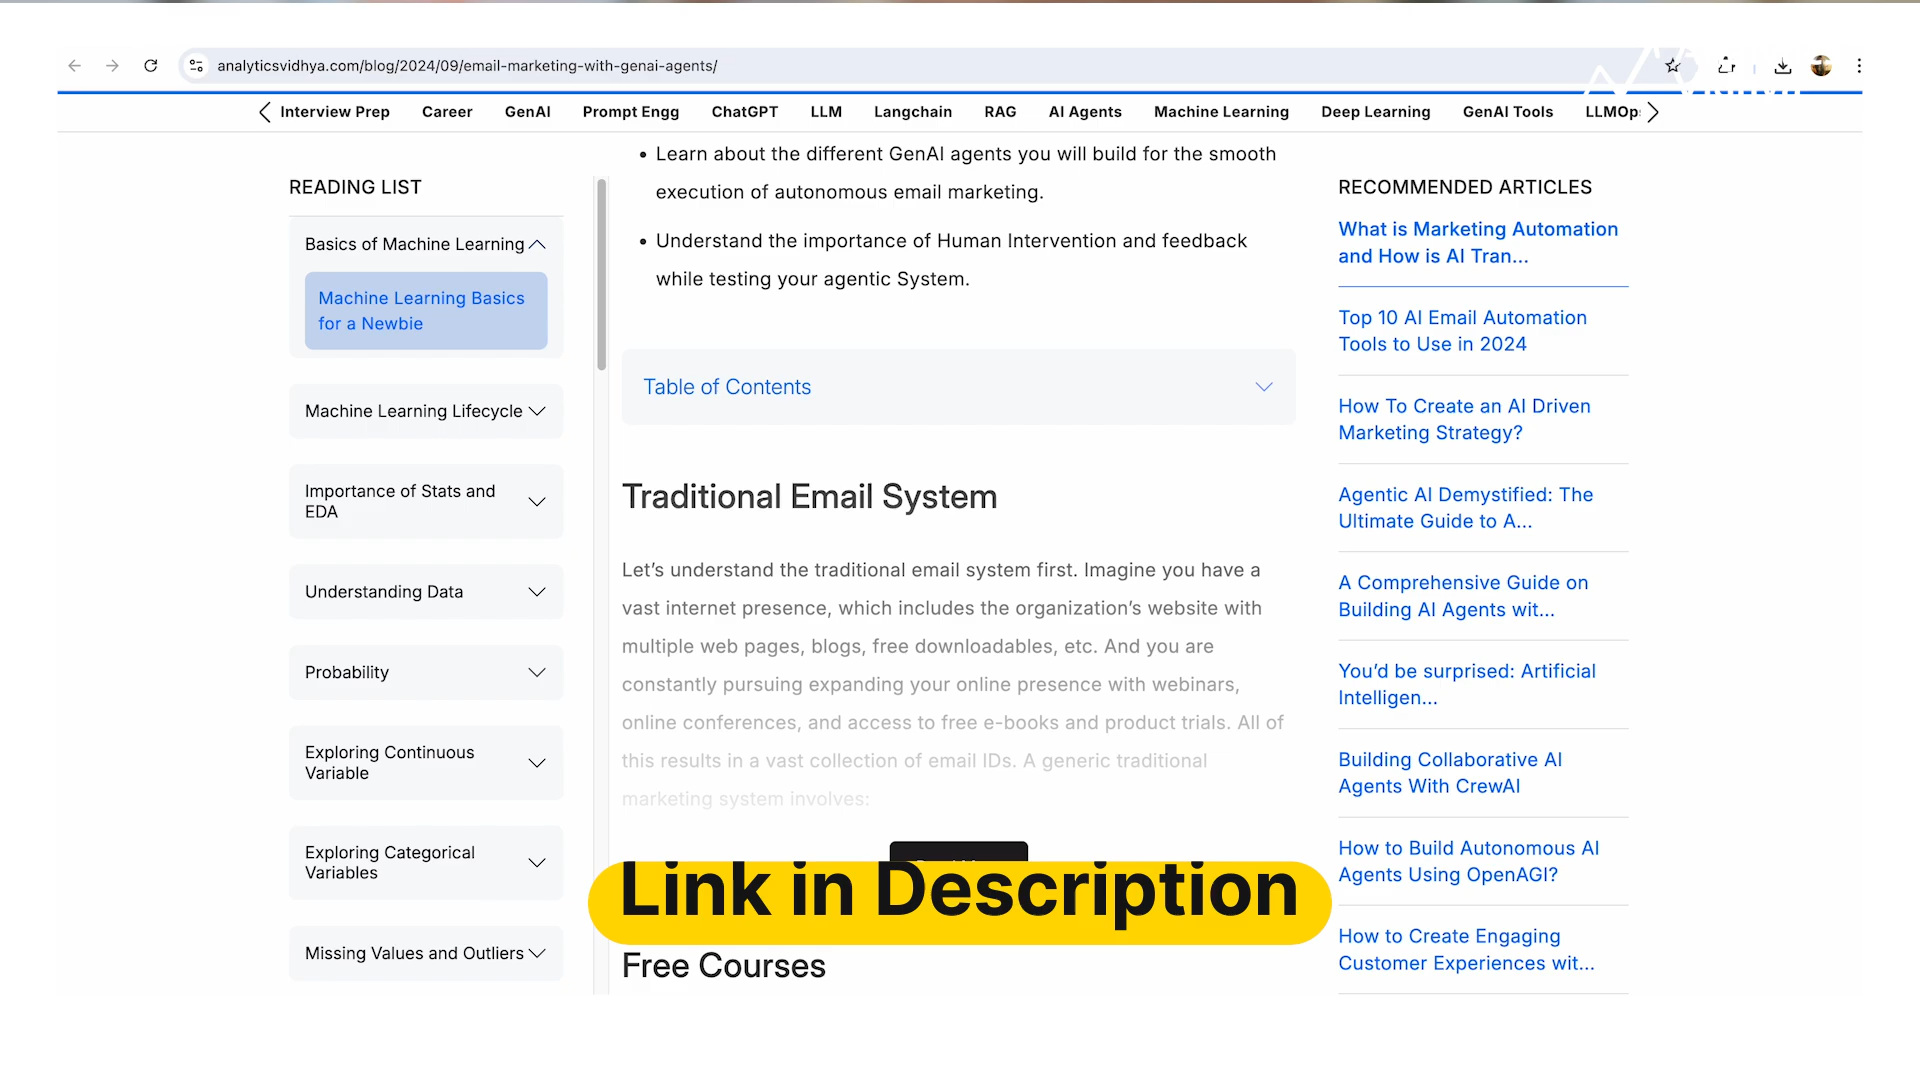 analyticsvidhya.com/blog/2024/09/email-marketing-with-genai-agents/
Interview Prep Career GenAI Prompt Engg ChatGPT LLM Langchain RAG AI Agents Machine Learning Deep Learning GenAI Tools LLMOp
READING LIST
Basics of Machine Learning
Machine Learning Basics
for a Newbie
Machine Learning Lifecycle
Importance of Stats and
EDA
Understanding Data
Probability
Exploring Continuous
Variable
Exploring Categorical
Variables
Missing Values and Outliers
• Learn about the different GenAI agents you will build for the smooth
execution of autonomous email marketing.
• Understand the importance of Human Intervention and feedback
while testing your agentic System.
Table of Contents
Traditional Email System
Let’s understand the traditional email system first. Imagine you have a
vast internet presence, which includes the organization’s website with
multiple web pages, blogs, free downloadables, etc. And you are
constantly pursuing expanding your online presence with webinars,
online conferences, and access to free e-books and product trials. All of
this results in a vast collection of email IDs. A generic traditional
marketing system involves:
Link in Description
Free Courses
RECOMMENDED ARTICLES
What is Marketing Automation
and How is AI Tran...
Top 10 AI Email Automation
Tools to Use in 2024
How To Create an AI Driven
Marketing Strategy?
Agentic AI Demystified: The
Ultimate Guide to A...
A Comprehensive Guide on
Building AI Agents wit...
You’d be surprised: Artificial
Intelligen...
Building Collaborative AI
Agents With CrewAI
How to Build Autonomous AI
Agents Using OpenAGI?
How to Create Engaging
Customer Experiences wit...